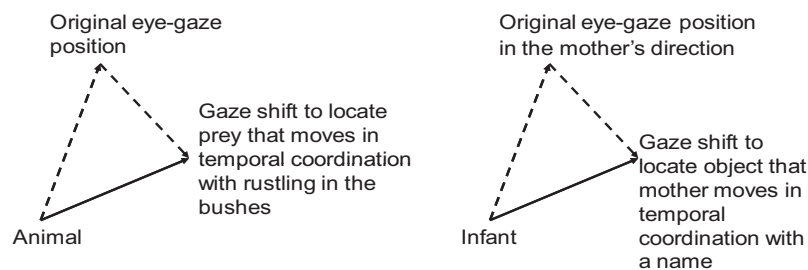 Original eye-gaze
position
Gaze shift to locate
prey that moves in
temporal coordination
with rustling in the
bushes
Animal
Original eye-gaze position
in the mother's direction
Gaze shift to
locate object that
mother moves in
temporal
coordination with
a name
Infant